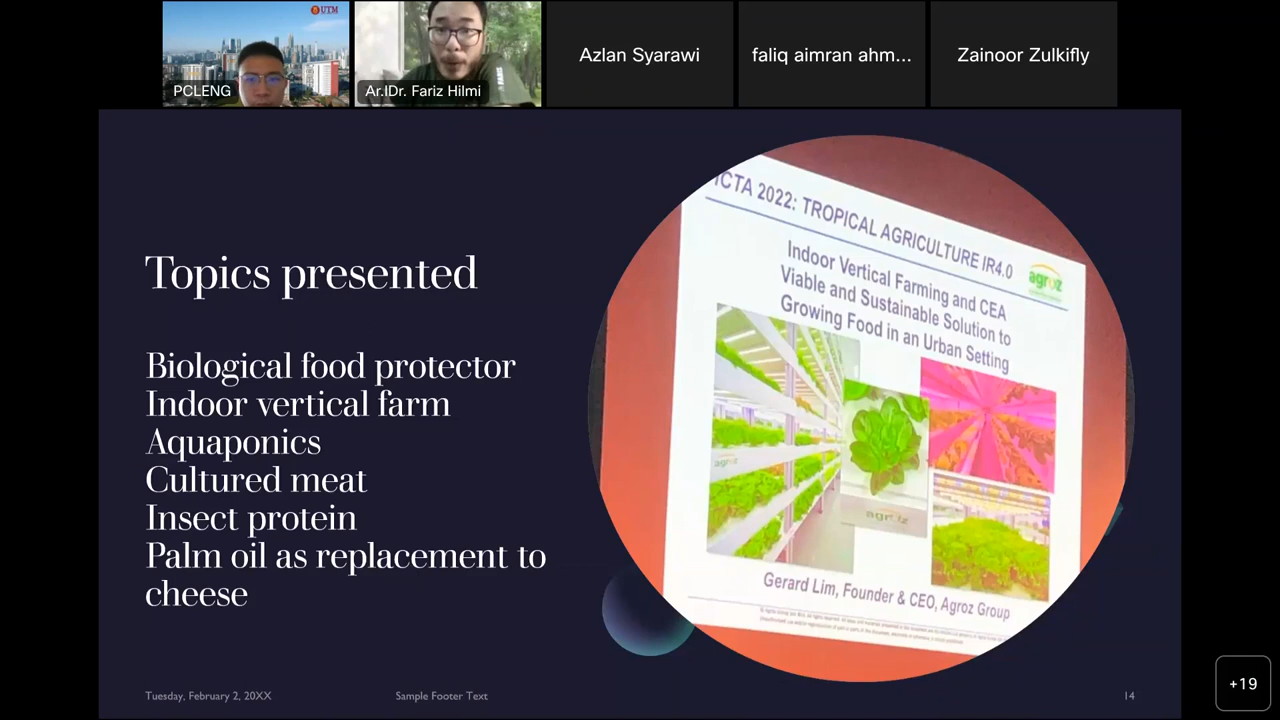 UTM
PCLENG
Ar.IDr. Fariz Hilmi
Azlan Syarawi
faliq aimran ahm...
Zainoor Zulkifly
Topics presented
Biological food protector
Indoor vertical farm
Aquaponics
Cultured meat
Insect protein
Palm oil as replacement to
cheese
ICTA 2022: TROPICAL AGRICULTURE IR4.0
agroz
Indoor Vertical Farming and CEA
Viable and Sustainable Solution to
Growing Food in an Urban Setting
agroz
Gerard Lim, Founder & CEO, Agroz Group
Tuesday, February 2, 20XX
Sample Footer Text
14
+19